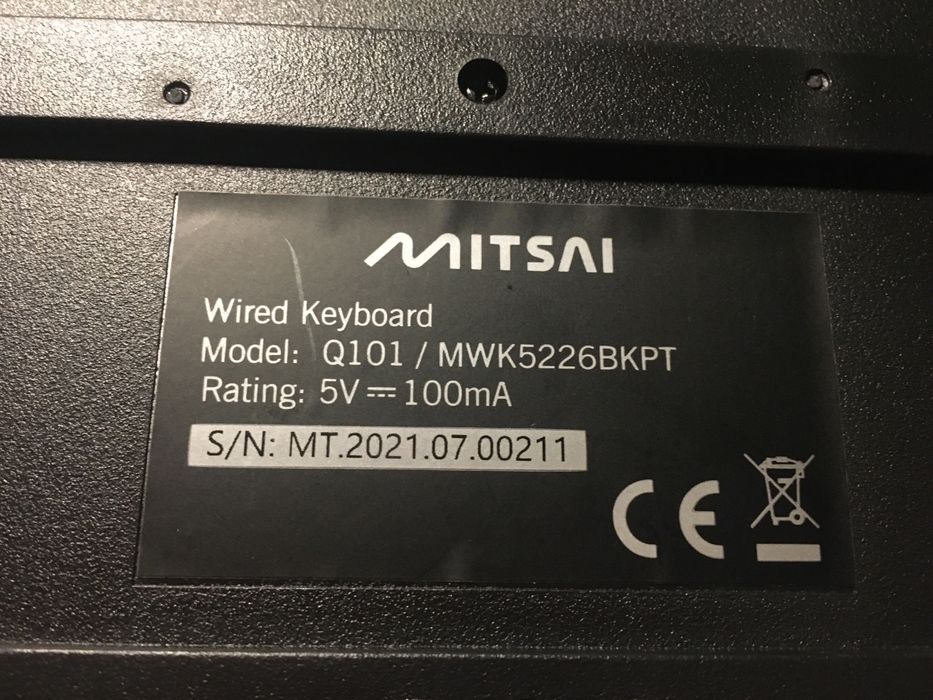 MITSAI
Wired Keyboard
Model: Q101 / MWK5226BKPT
Rating: 5V ⎓ 100mA
S/N: MT.2021.07.00211
CE